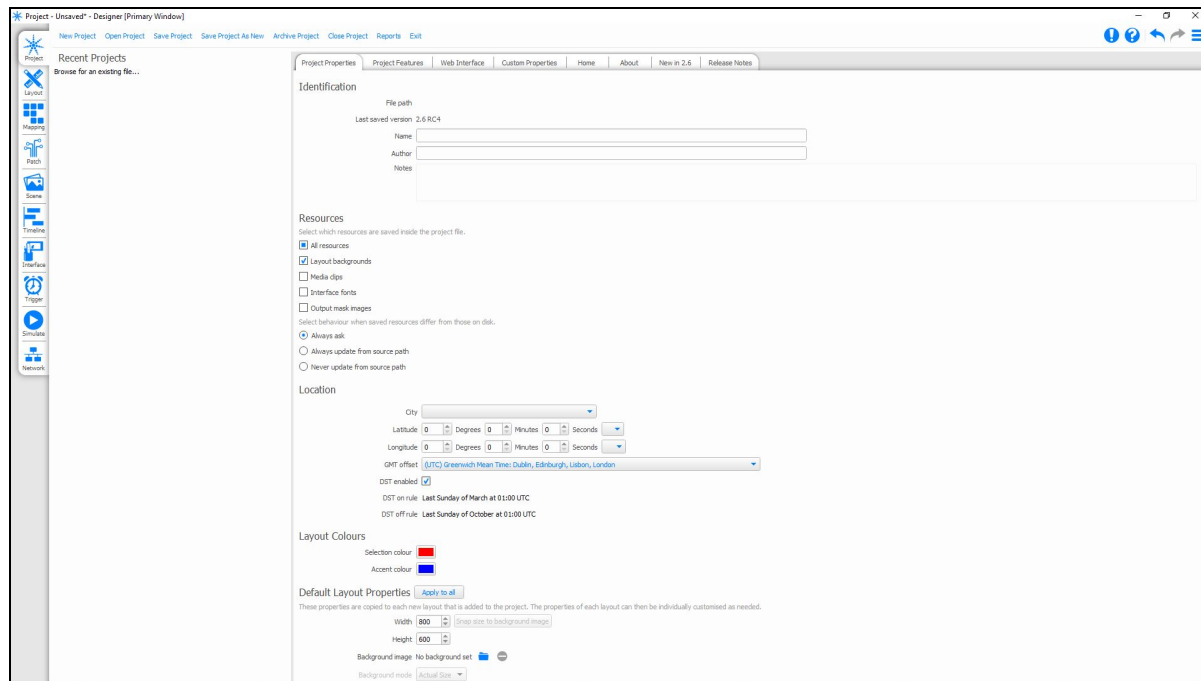 Project - Unsaved* - Designer [Primary Window]
New Project Open Project Save Project Save Project As New Archive Project Close Project Reports Exit
Project
Layout
Mapping
Patch
Scene
Timeline
Interface
Trigger
Simulate
Network
Recent Projects
Browse for an existing file...
Project Properties Project Features Web Interface Custom Properties Home About New in 2.6 Release Notes
Identification
File path
Last saved version 2.6 RC4
Name
Author
Notes
Resources
Select which resources are saved inside the project file.
All resources
Layout backgrounds
Media clips
Interface fonts
Output mask images
Select behaviour when saved resources differ from those on disk.
Always ask
Always update from source path
Never update from source path
Location
City
Latitude 0 Degrees 0 Minutes 0 Seconds
Longitude 0 Degrees 0 Minutes 0 Seconds
GMT offset (UTC) Greenwich Mean Time: Dublin, Edinburgh, Lisbon, London
DST enabled
DST on rule Last Sunday of March at 01:00 UTC
DST off rule Last Sunday of October at 01:00 UTC
Layout Colours
Selection colour
Accent colour
Default Layout Properties Apply to all
These properties are copied to each new layout that is added to the project. The properties of each layout can then be individually customised as needed.
Width 800 Snap size to background image
Height 600
Background image No background set
Background mode Actual Size